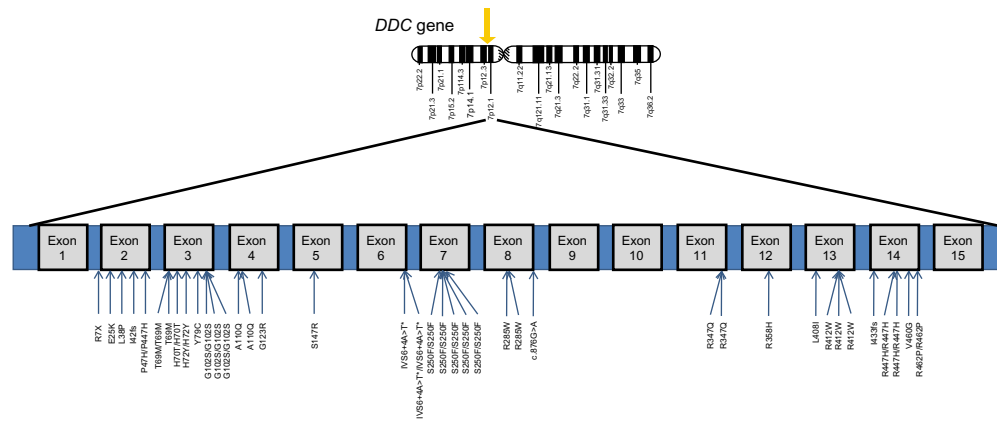 DDC gene
7p22.2
7p21.3
7p21.1
7p15.2
7p114.3
7p14.1
7p12.3
7p12.1
7q11.22
7q121.11
7q21.13
7q21.3
7q22.2
7q31.1
7q31.31
7q31.33
7q32.2
7q33
7q35
7q36.2
Exon
1
Exon
2
Exon
3
Exon
4
Exon
5
Exon
6
Exon
7
Exon
8
Exon
9
Exon
10
Exon
11
Exon
12
Exon
13
Exon
14
Exon
15
R7X
E25K
L38P
I42fs
P47H/P447H
T69M/T69M
T69M
H70T/H70T
H72Y/H72Y
Y79C
G102S/G102S
G102S/G102S
G102S/G102S
A110Q
A110Q
G123R
S147R
IVS6+4A>T*
IVS6+4A>T*/IVS6+4A>T*
S250F/S250F
S250F/S250F
S250F/S250F
S250F/S250F
S250F/S250F
R285W
R285W
c.876G>A
R347Q
R347Q
R358H
L408I
R412W
R412W
R412W
I433fs
R447H/R447H
R447H/R447H
V460G
R462P/R462P